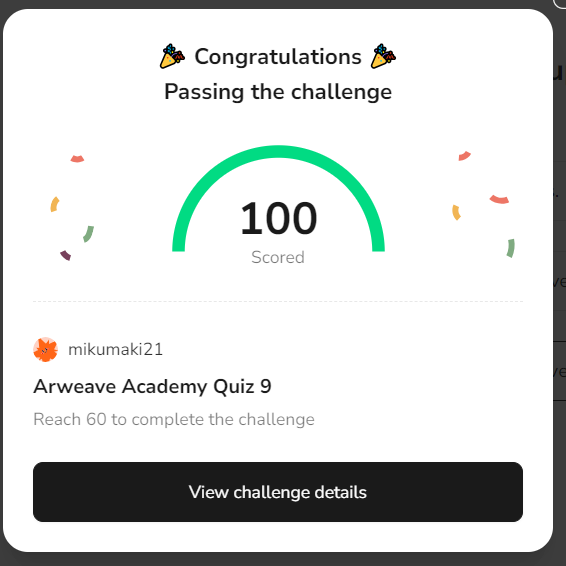 Congratulations
Passing the challenge
100
Scored
mikumaki21
Arweave Academy Quiz 9
Reach 60 to complete the challenge
View challenge details